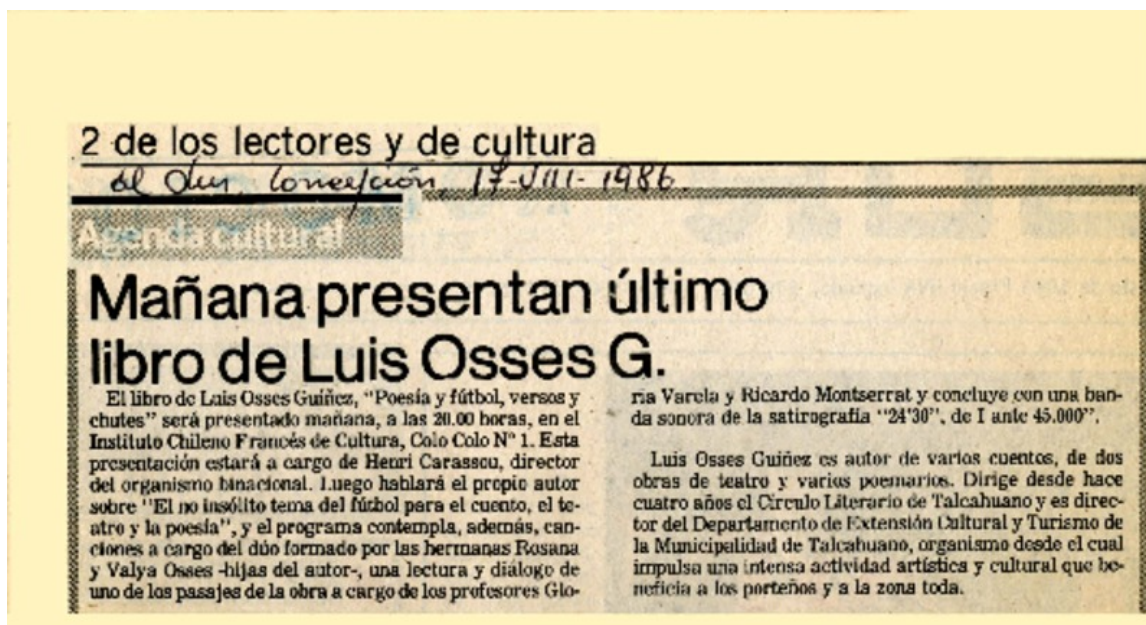 2 de los lectores y de cultura
el Sur, Concepción, 17-VIII-1986.
Agenda cultural
Mañana presentan último
libro de Luis Osses G.
El libro de Luis Osses Guíñez, "Poesía y fútbol, versos y
chutes" será presentado mañana, a las 20.00 horas, en el
Instituto Chileno Francés de Cultura, Colo Colo Nº 1. Esta
presentación estará a cargo de Henri Carassou, director
del organismo binacional. Luego hablará el propio autor
sobre "El no insólito tema del fútbol para el cuento, el te-
atro y la poesía", y el programa contempla, además, can-
ciones a cargo del dúo formado por las hermanas Rosana
y Valya Osses -hijas del autor-, una lectura y diálogo de
uno de los pasajes de la obra a cargo de los profesores Glo-
ria Varela y Ricardo Montserrat y concluye con una ban-
da sonora de la satirografía "24'30", de I ante 45.000".
Luis Osses Guíñez es autor de varios cuentos, de dos
obras de teatro y varios poemarios. Dirige desde hace
cuatro años el Círculo Literario de Talcahuano y es direc-
tor del Departamento de Extensión Cultural y Turismo de
la Municipalidad de Talcahuano, organismo desde el cual
impulsa una intensa actividad artística y cultural que be-
neficia a los porteños y a la zona toda.